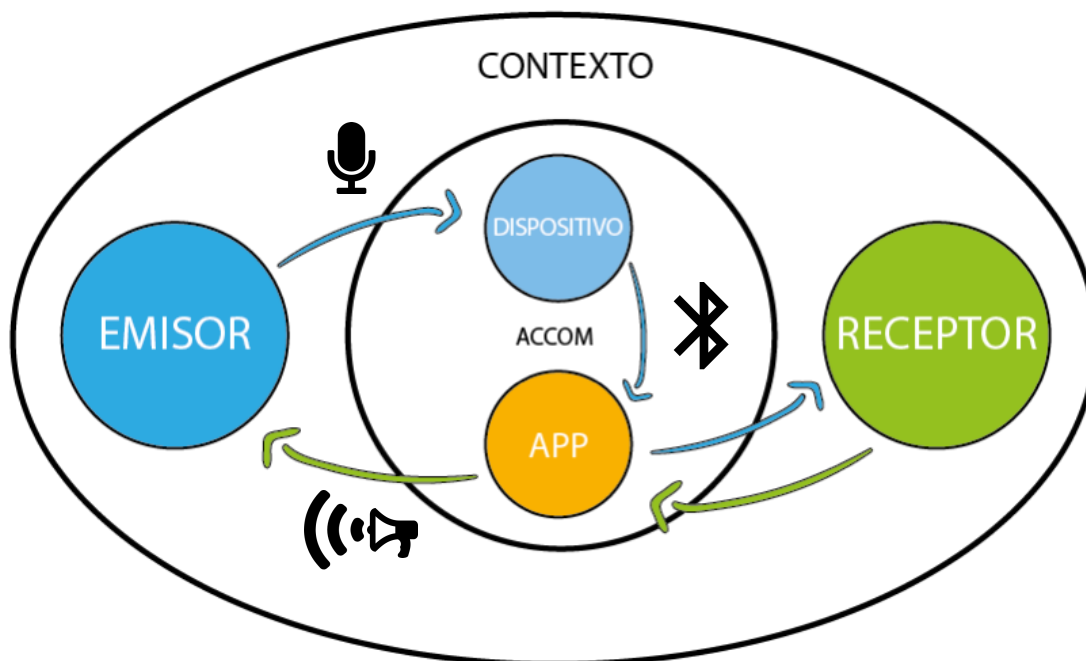 CONTEXTO
DISPOSITIVO
EMISOR
ACCOM
RECEPTOR
APP